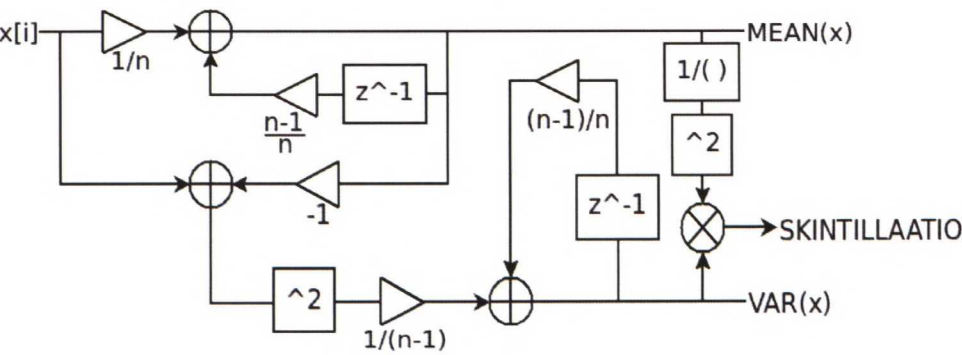 x[i]
1/n
MEAN(x)
1/( )
z^-1
n-1
n
(n-1)/n
^2
-1
z^-1
SKINTILLAATIO
^2
1/(n-1)
VAR(x)